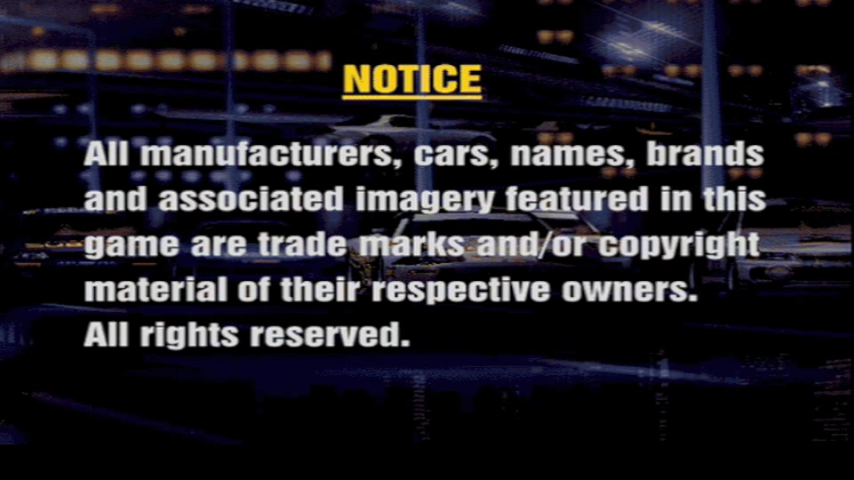 NOTICE
All manufacturers, cars, names, brands
and associated imagery featured in this
game are trade marks and/or copyright
material of their respective owners.
All rights reserved.